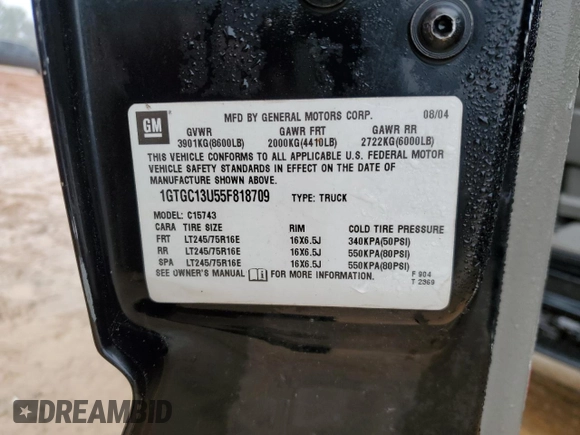 GM
MFD BY GENERAL MOTORS CORP. 08/04
GVWR GAWR FRT GAWR RR
3901KG(8600LB) 2000KG(4410LB) 2722KG(6000LB)
THIS VEHICLE CONFORMS TO ALL APPLICABLE U.S. FEDERAL MOTOR
VEHICLE SAFETY STANDARDS IN EFFECT ON THE DATE OF
MANUFACTURE SHOWN ABOVE.
1GTGC13U55F818709 TYPE: TRUCK
MODEL: C15743
CARA TIRE SIZE RIM COLD TIRE PRESSURE
FRT LT245/75R16E 16X6.5J 340KPA(50PSI)
RR LT245/75R16E 16X6.5J 550KPA(80PSI)
SPA LT245/75R16E 16X6.5J 550KPA(80PSI)
SEE OWNER'S MANUAL FOR MORE INFORMATION.
F 904
T 2369
DREAMBID